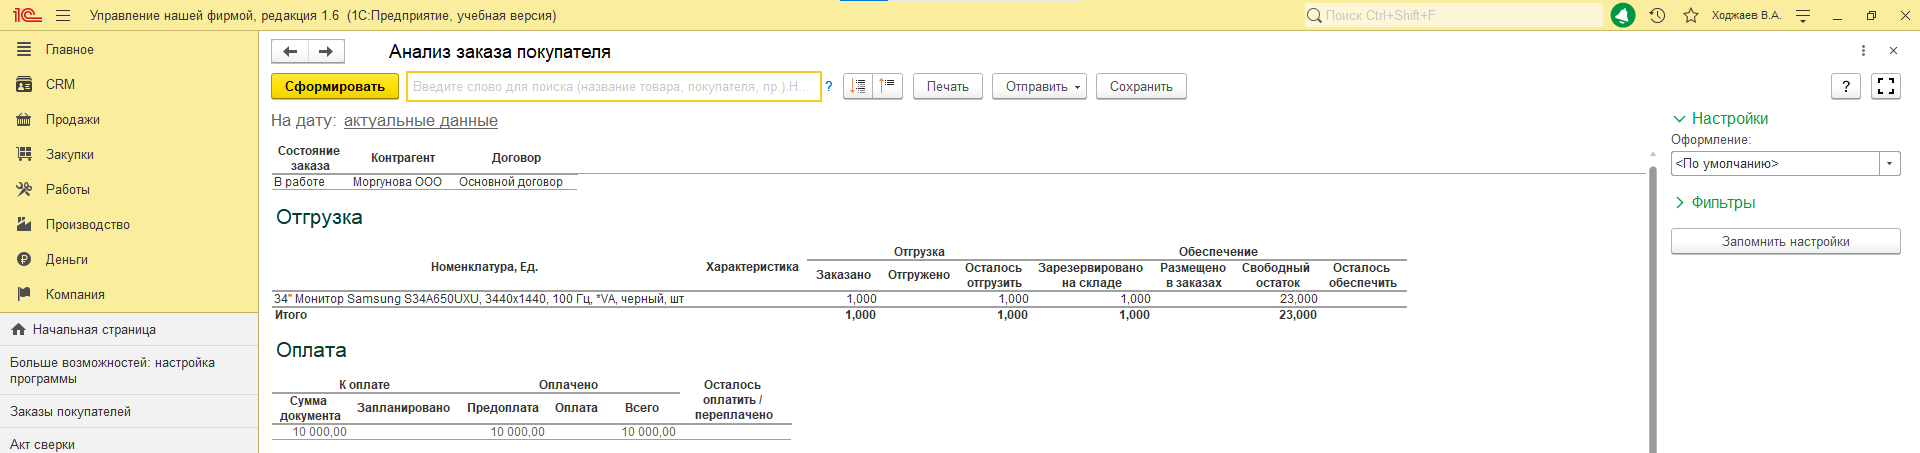 1С Управление нашей фирмой, редакция 1.6 (1С:Предприятие, учебная версия)
Поиск Ctrl+Shift+F
Ходжаев В.А.
Главное
CRM
Продажи
Закупки
Работы
Производство
Деньги
Компания
Начальная страница
Больше возможностей: настройка
программы
Заказы покупателей
Акт сверки
Анализ заказа покупателя
Сформировать
Введите слово для поиска (название товара, покупателя, пр.).Н...
?
Печать
Отправить
Сохранить
?
На дату: актуальные данные
Состояние заказа Контрагент Договор
В работе Моргунова ООО Основной договор
Отгрузка
Отгрузка Обеспечение
Номенклатура, Ед. Характеристика Заказано Отгружено Осталось отгрузить Зарезервировано на складе Размещено в заказах Свободный остаток Осталось обеспечить
34" Монитор Samsung S34A650UXU, 3440x1440, 100 Гц, *VA, черный, шт 1,000 1,000 1,000 23,000
Итого 1,000 1,000 1,000 23,000
Оплата
К оплате Оплачено Осталось оплатить / переплачено
Сумма документа Запланировано Предоплата Оплата Всего
10 000,00 10 000,00 10 000,00
Настройки
Оформление:
<По умолчанию>
Фильтры
Запомнить настройки